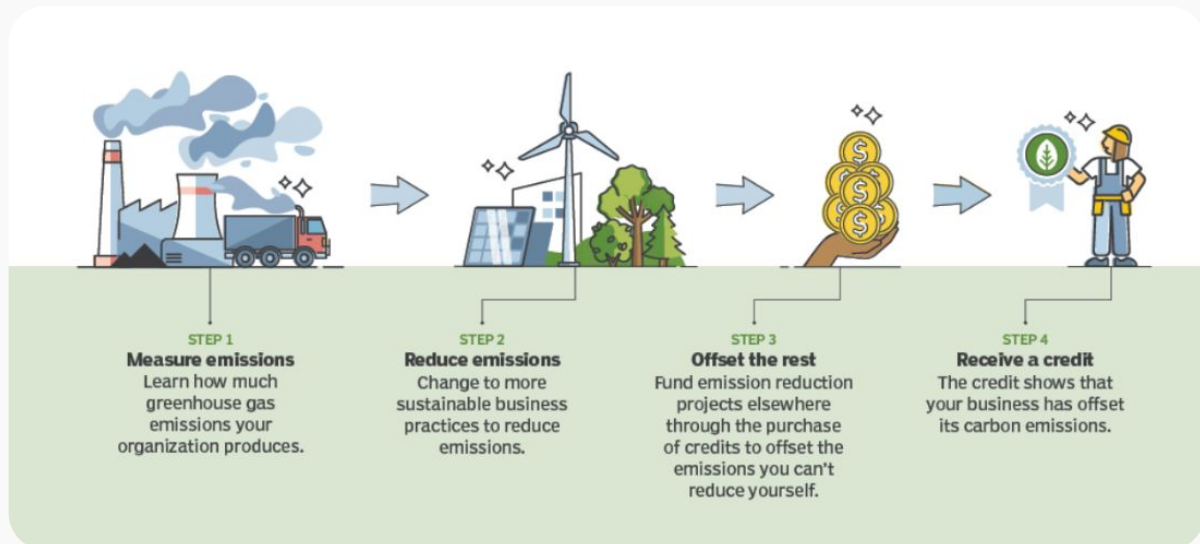 STEP 1
Measure emissions
Learn how much
greenhouse gas
emissions your
organization produces.
STEP 2
Reduce emissions
Change to more
sustainable business
practices to reduce
emissions.
STEP 3
Offset the rest
Fund emission reduction
projects elsewhere
through the purchase
of credits to offset the
emissions you can't
reduce yourself.
STEP 4
Receive a credit
The credit shows that
your business has offset
its carbon emissions.